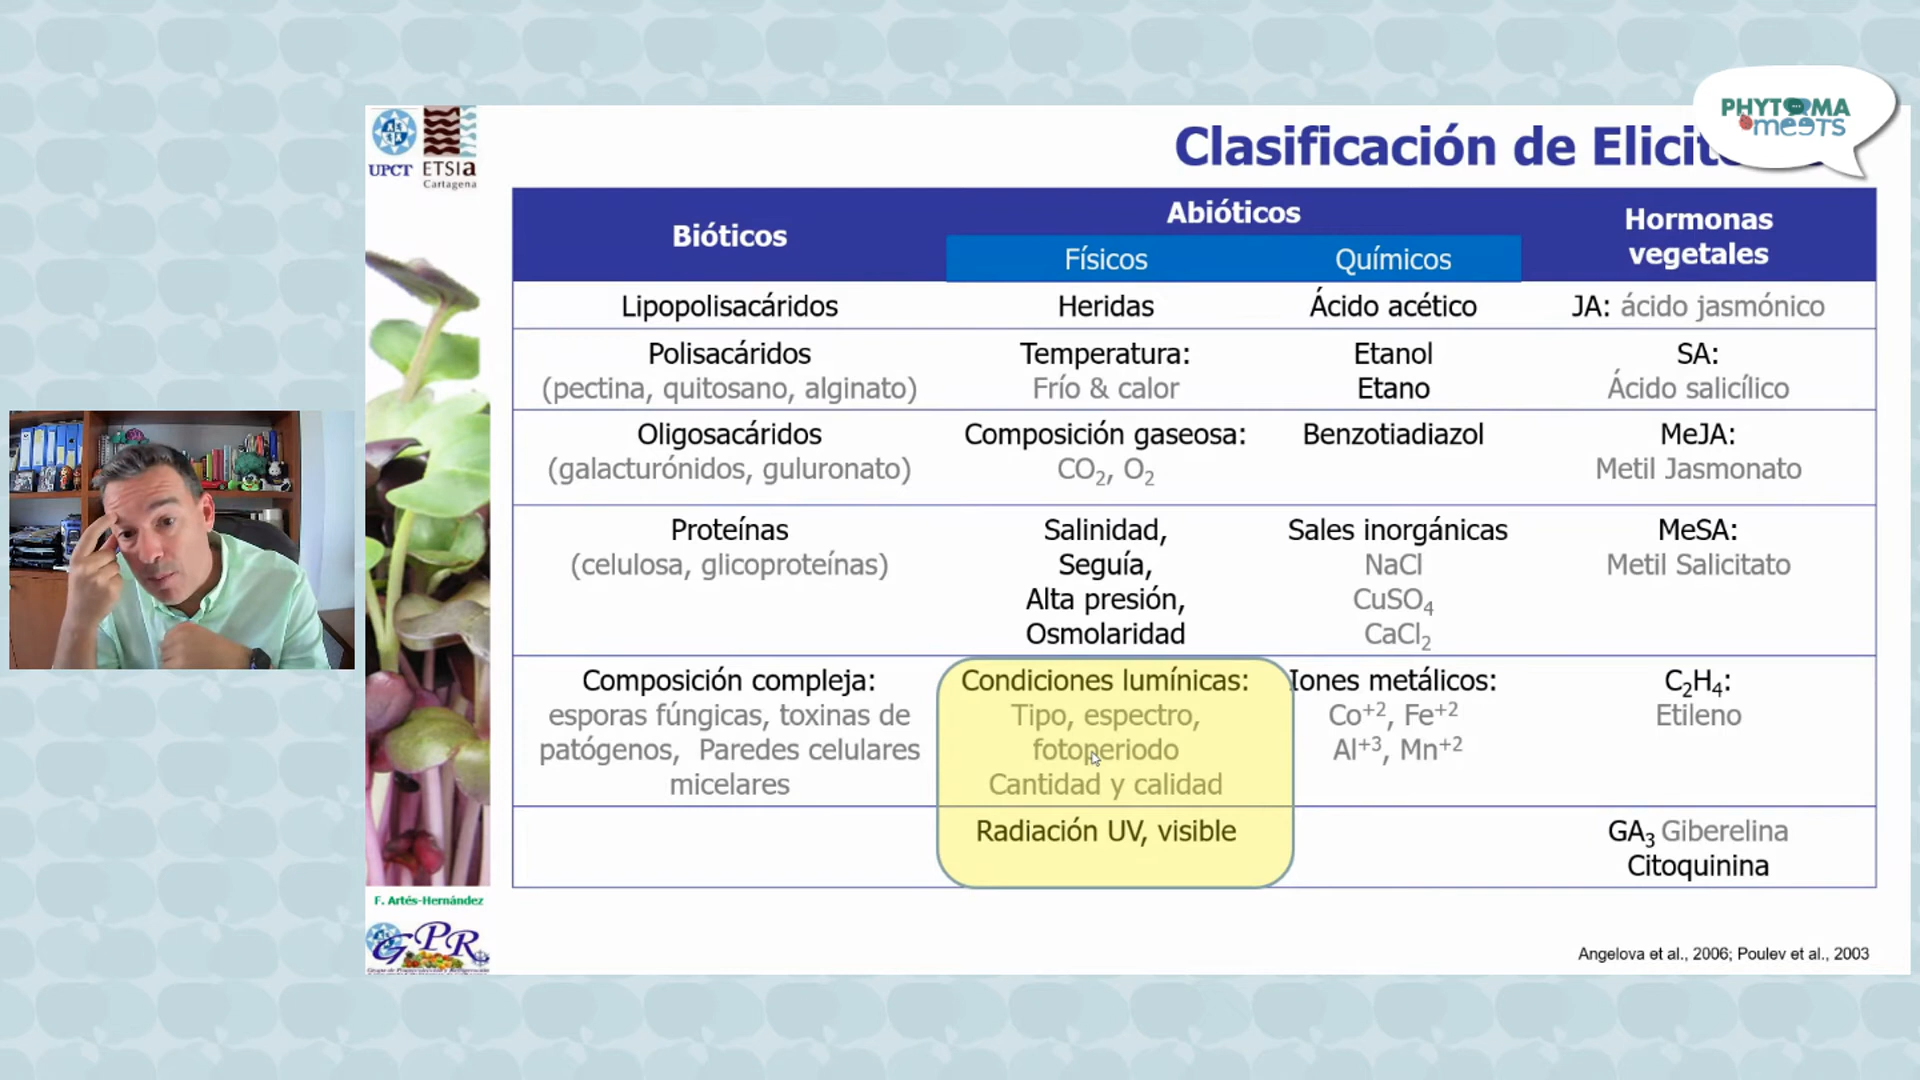 PHYTOMA
meets
UPCT
ETSIa
Cartagena
Clasificación de
Bióticos
Abióticos
Físicos
Químicos
Hormonas
vegetales
Lipopolisacáridos
Heridas
Ácido acético
JA: ácido jasmónico
Polisacáridos
(pectina, quitosano, alginato)
Temperatura:
Frío & calor
Etanol
Etano
SA:
Ácido salicílico
Oligosacáridos
(galacturónidos, guluronato)
Composición gaseosa:
CO₂, O₂
Benzotiadiazol
MeJA:
Metil Jasmonato
Proteínas
(celulosa, glicoproteínas)
Salinidad,
Seguía,
Alta presión,
Osmolaridad
Sales inorgánicas
NaCl
CuSO₄
CaCl₂
MeSA:
Metil Salicitato
Composición compleja:
esporas fúngicas, toxinas de
patógenos, Paredes celulares
micelares
Condiciones lumínicas:
Tipo, espectro,
fotoperiodo
Cantidad y calidad
Iones metálicos:
Co⁺², Fe⁺²
Al⁺³, Mn⁺²
C₂H₄:
Etileno
Radiación UV, visible
GA₃ Giberelina
Citoquinina
F. Artés-Hernández
GPR
Angelova et al., 2006; Poulev et al., 2003